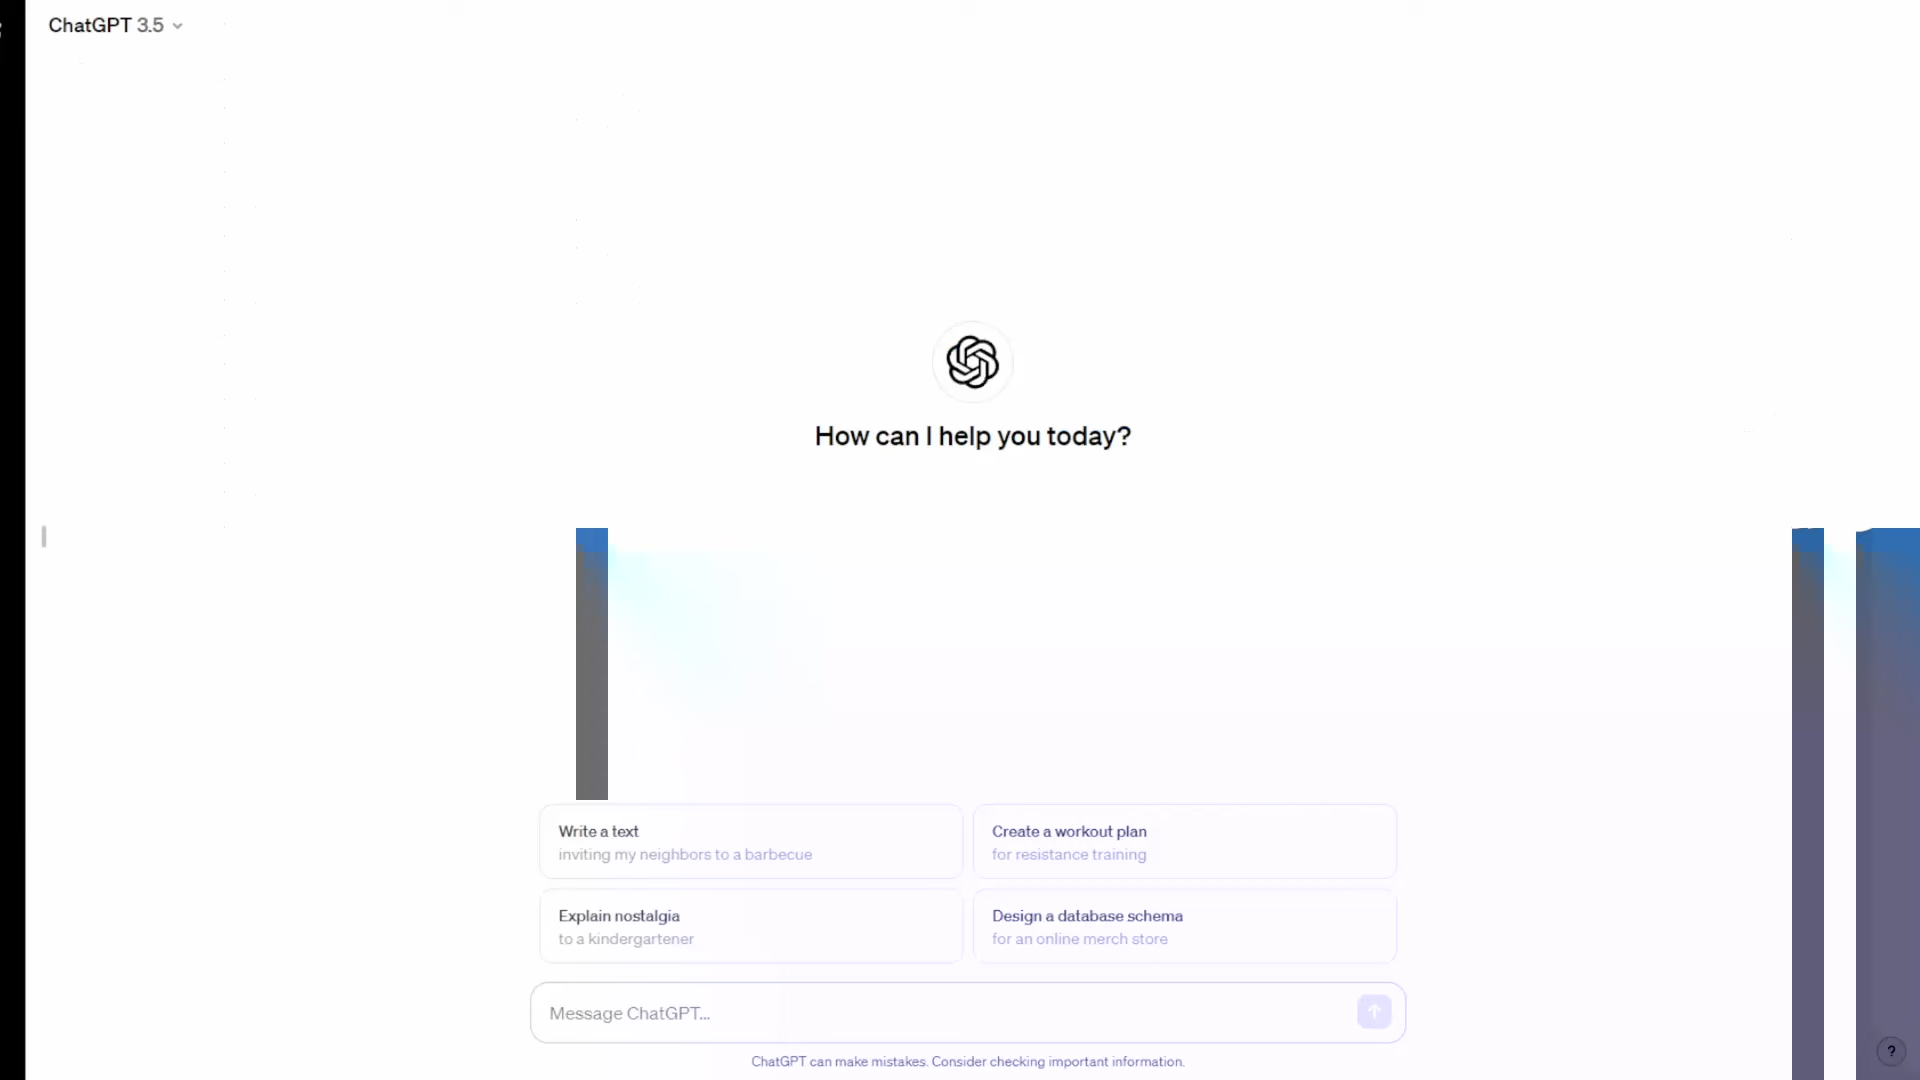 ChatGPT 3.5
How can I help you today?
Write a text
inviting my neighbors to a barbecue
Create a workout plan
for resistance training
Explain nostalgia
to a kindergartener
Design a database schema
for an online merch store
Message ChatGPT...
ChatGPT can make mistakes. Consider checking important information.
?